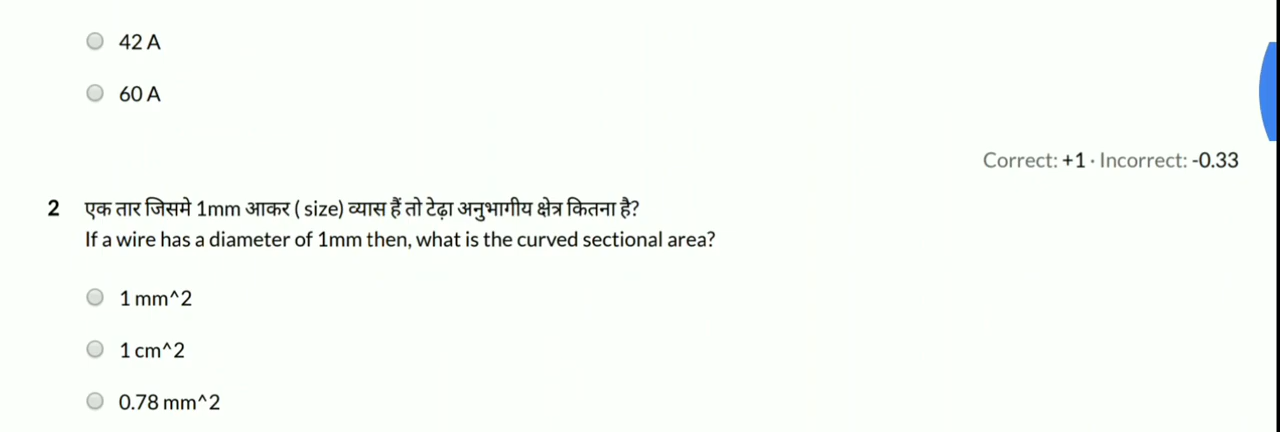 42 A
60 A
Correct: +1 · Incorrect: -0.33
2 एक तार जिसमे 1mm आकर ( size) व्यास हैं तो टेढ़ा अनुभागीय क्षेत्र कितना है?
If a wire has a diameter of 1mm then, what is the curved sectional area?
1 mm^2
1 cm^2
0.78 mm^2